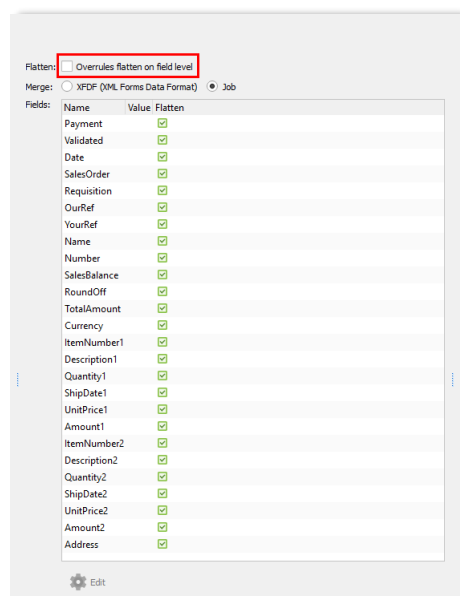 Flatten: Overrules flatten on field level
Merge: XFDF (XML Forms Data Format) Job
Fields:
Name Value Flatten
Payment
Validated
Date
SalesOrder
Requisition
OurRef
YourRef
Name
Number
SalesBalance
RoundOff
TotalAmount
Currency
ItemNumber1
Description1
Quantity1
ShipDate1
UnitPrice1
Amount1
ItemNumber2
Description2
Quantity2
ShipDate2
UnitPrice2
Amount2
Address
Edit